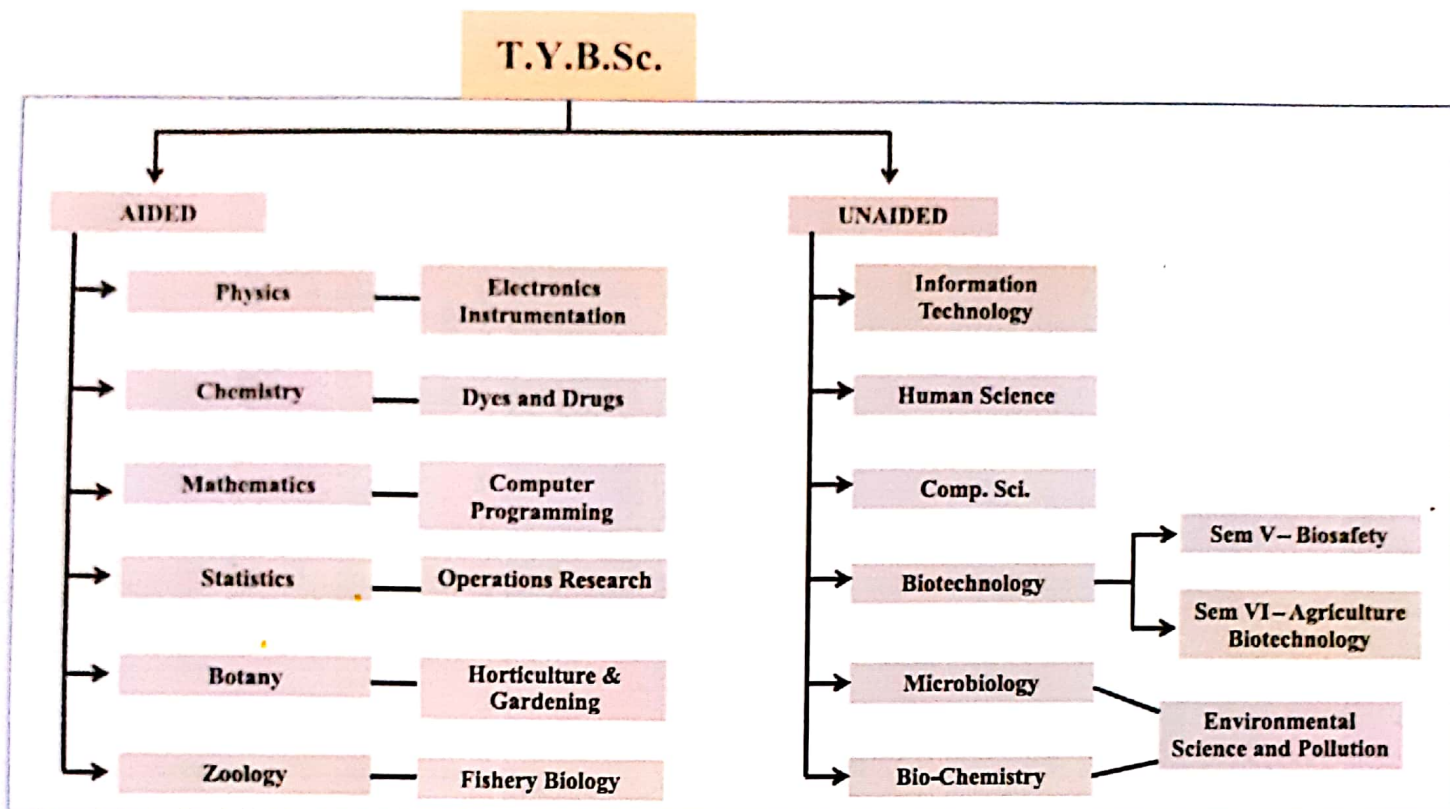 T.Y.B.Sc.
AIDED
Physics
Electronics
Instrumentation
Chemistry
Dyes and Drugs
Mathematics
Computer
Programming
Statistics
Operations Research
Botany
Horticulture &
Gardening
Zoology
Fishery Biology
UNAIDED
Information
Technology
Human Science
Comp. Sci.
Biotechnology
Sem V – Biosafety
Sem VI – Agriculture
Biotechnology
Microbiology
Bio-Chemistry
Environmental
Science and Pollution